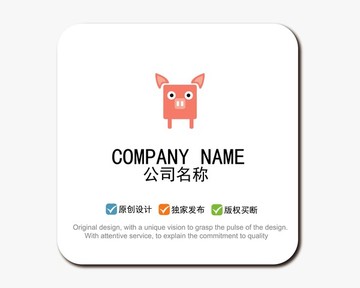 COMPANY NAME
公司名称
原创设计 独家发布 版权买断
Original design, with a unique vision to grasp the pulse of the design.
With attentive service, to explain the commitment to quality